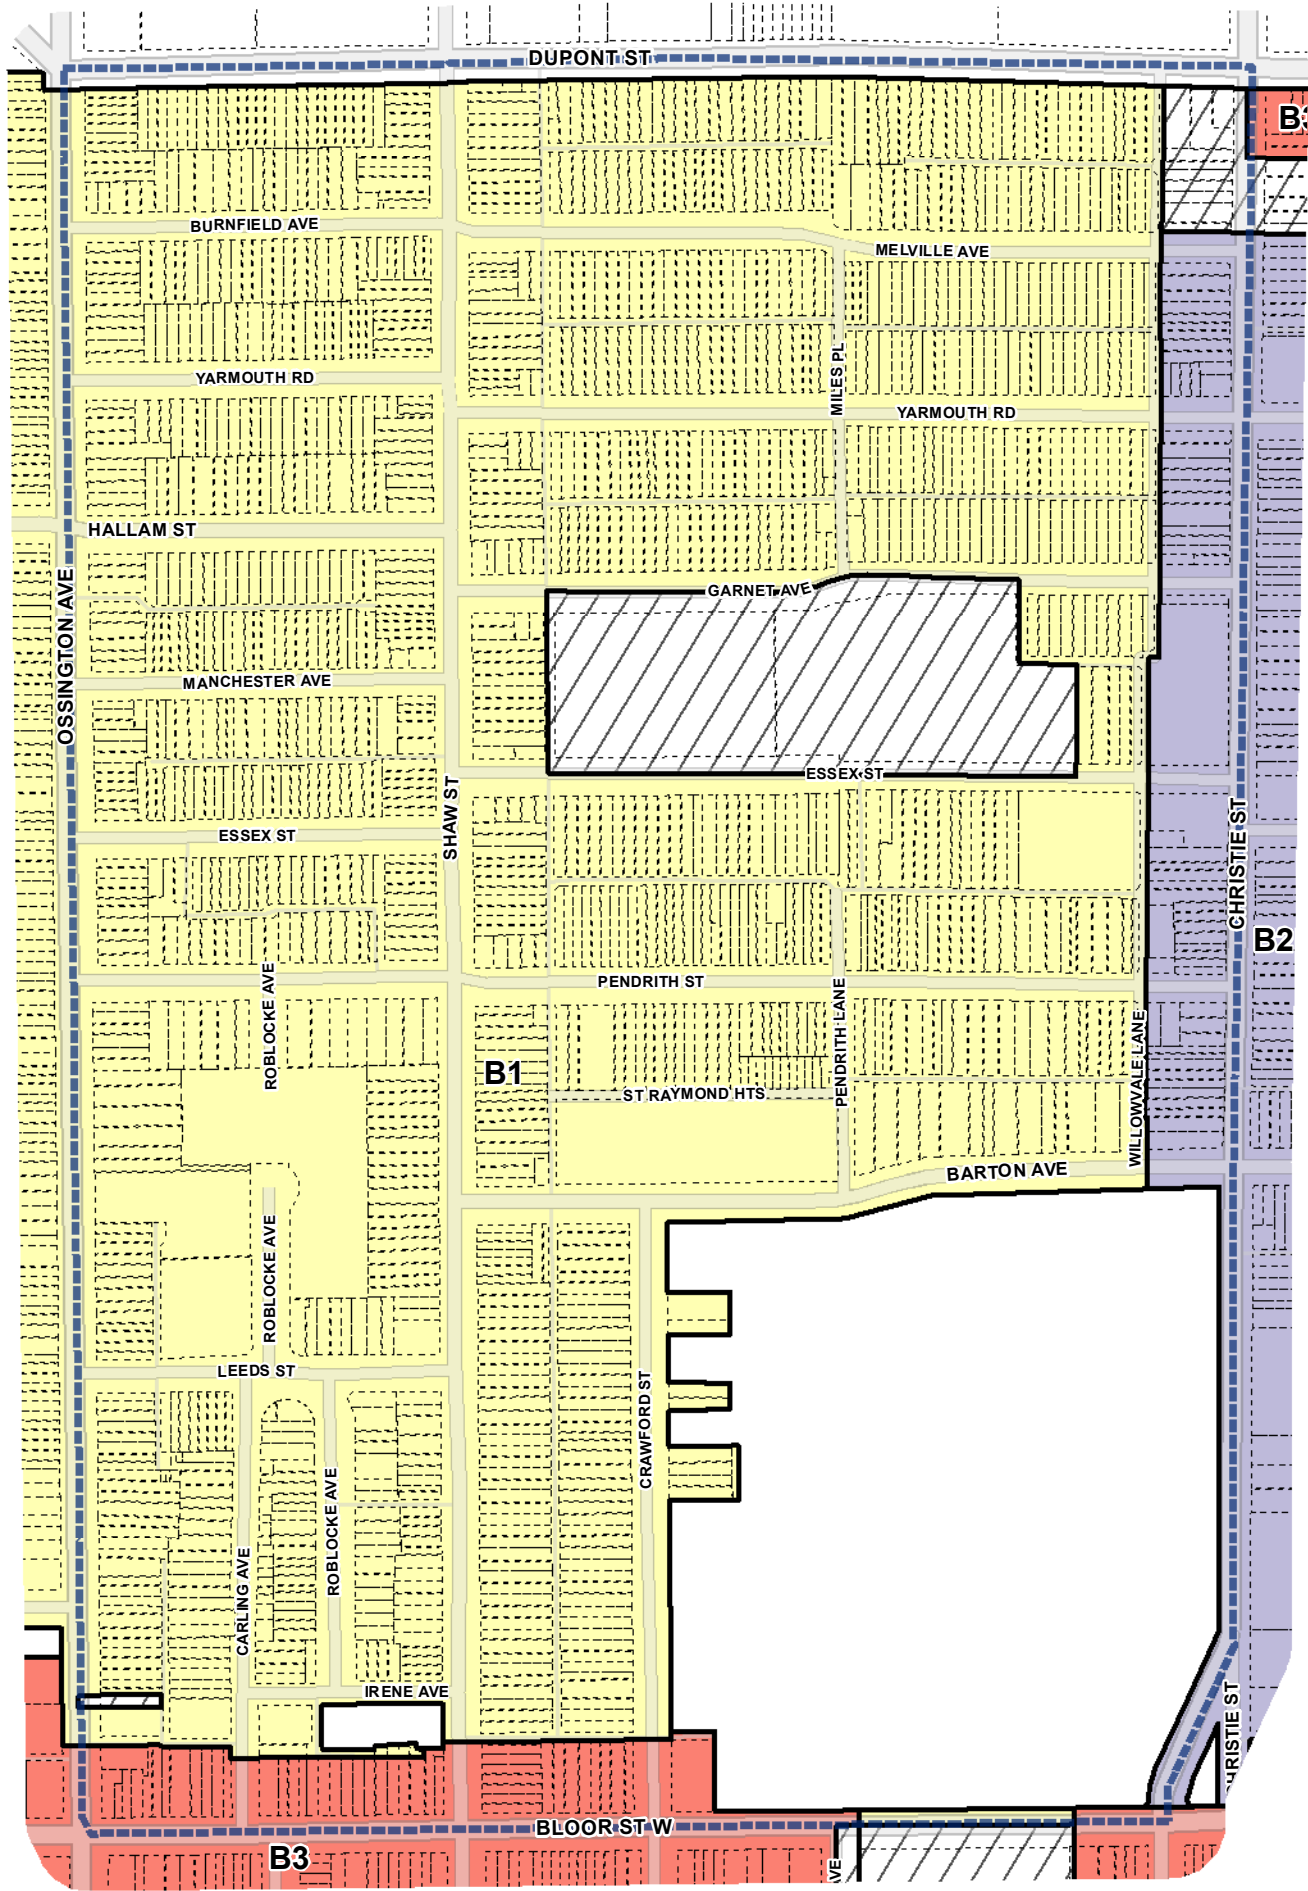 DUPONT ST
B3
BURNFIELD AVE
MELVILLE AVE
YARMOUTH RD
MILES PL
YARMOUTH RD
HALLAM ST
OSSINGTON AVE
GARNET AVE
MANCHESTER AVE
ESSEX ST
SHAW ST
CHRISTIE ST
ESSEX ST
B2
ROBLOCKE AVE
PENDRITH ST
PENDRITH LANE
WILLOWVALE LANE
B1
ST RAYMOND HTS
BARTON AVE
ROBLOCKE AVE
LEEDS ST
CRAWFORD ST
ROBLOCKE AVE
CARLING AVE
IRENE AVE
HRISTIE ST
BLOOR ST W
B3
AVE